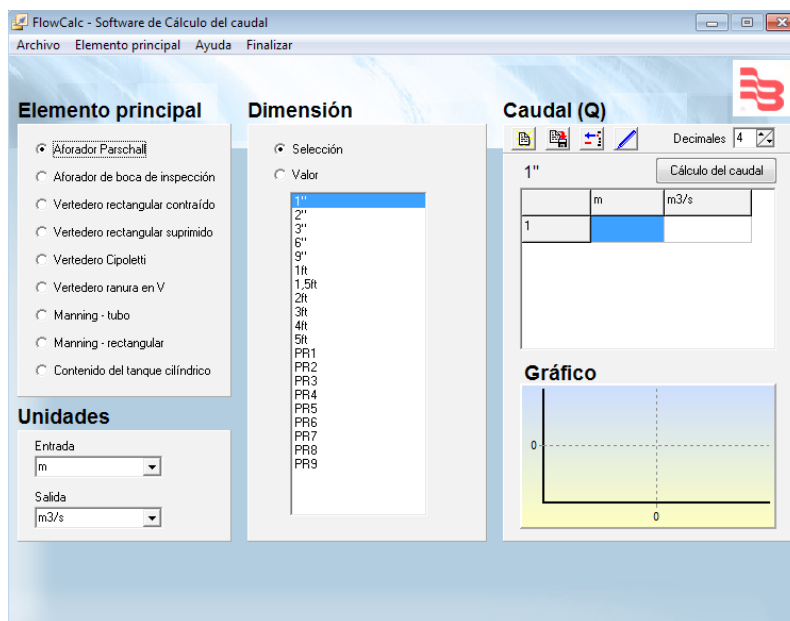 FlowCalc - Software de Cálculo del caudal
Archivo Elemento principal Ayuda Finalizar
Elemento principal
Aforador Parschall
Aforador de boca de inspección
Vertedero rectangular contraído
Vertedero rectangular suprimido
Vertedero Cipoletti
Vertedero ranura en V
Manning - tubo
Manning - rectangular
Contenido del tanque cilíndrico
Unidades
Entrada
m
Salida
m3/s
Dimensión
Selección
Valor
1"
2"
3"
6"
9"
1ft
1,5ft
2ft
3ft
4ft
5ft
PR1
PR2
PR3
PR4
PR5
PR6
PR7
PR8
PR9
Caudal (Q)
Decimales 4
1" Cálculo del caudal
m m3/s
1
Gráfico
0
0